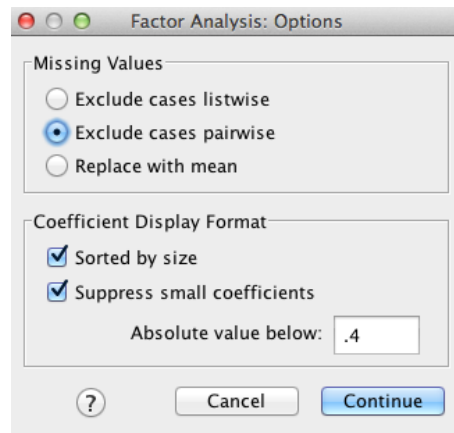 Factor Analysis: Options
Missing Values
Exclude cases listwise
Exclude cases pairwise
Replace with mean
Coefficient Display Format
Sorted by size
Suppress small coefficients
Absolute value below: .4
? Cancel Continue